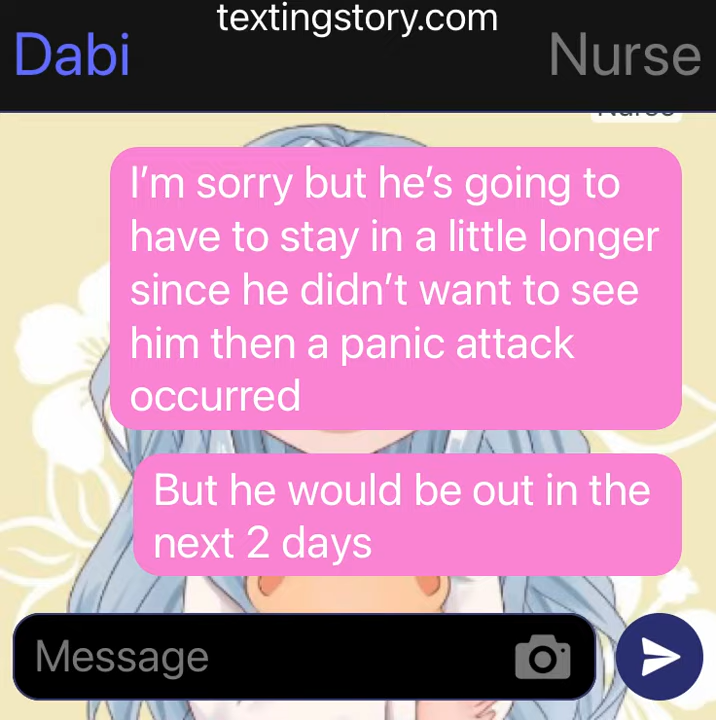 textingstory.com
Dabi
Nurse
I'm sorry but he's going to
have to stay in a little longer
since he didn't want to see
him then a panic attack
occurred
But he would be out in the
next 2 days
Message